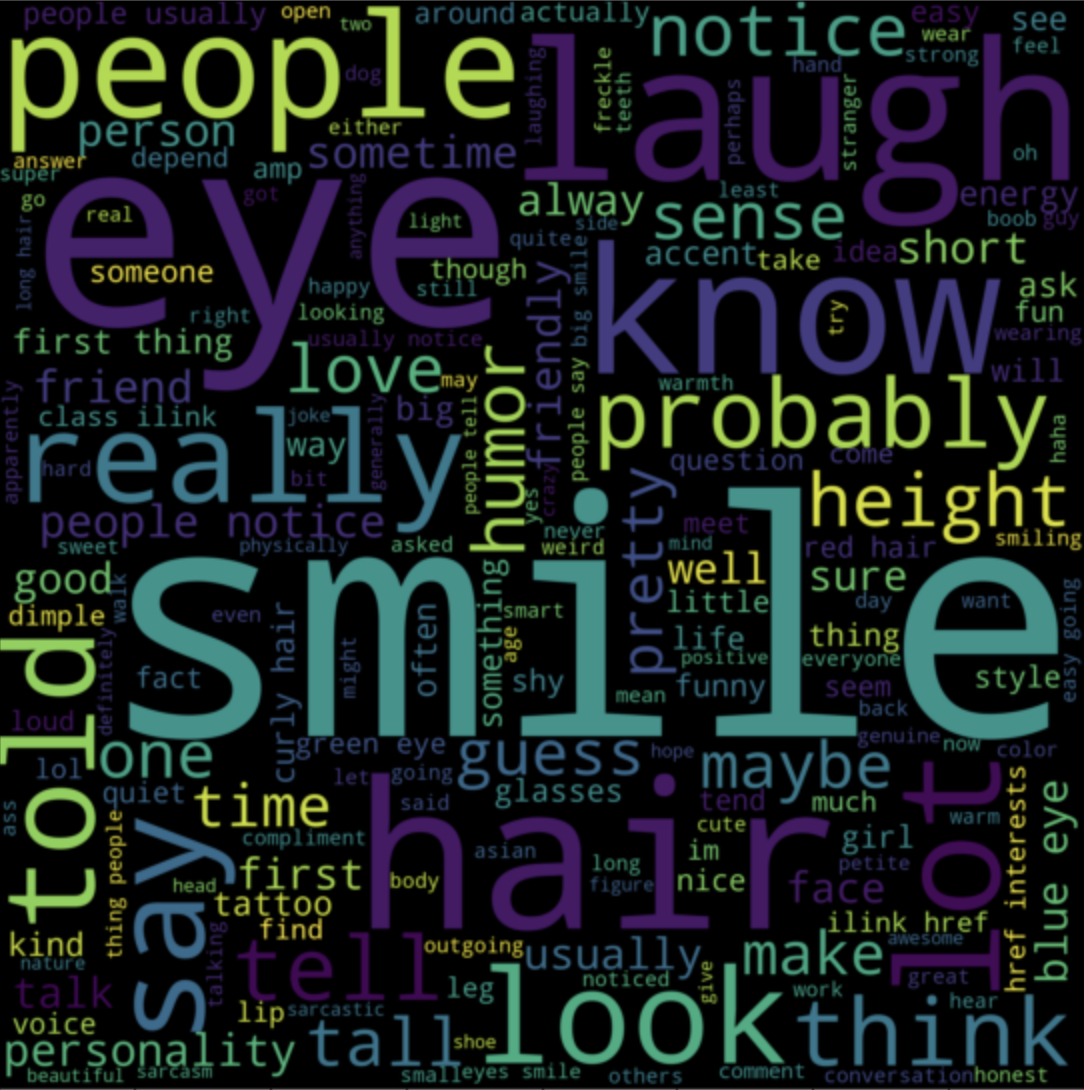 people usually open two around actually notice easy wear see feel
people dog laughing freckle teeth hand strong laugh
person either perhaps stranger oh
answer depend amp sometime
super go real eye got anything light alway least sense energy boob guy
long hair someone side quite accent take idea short
happy though still friendly big smile know try ask fun
right looking wearing
first thing usually notice love may humor people say warmth will
apparently friend big people tell probably
class ilink joke way generally question come haha
really hard bit crazy pretty height
people notice yes never meet smiling
sweet physically asked weird mind red hair
good walk smile something well sure easy going
dimple even smart little day want
told definitely curly hair might often age life thing
fact shy positive everyone style
mean funny seem
loud back
one green eye guess hope maybe genuine now color
lol let going lot
ass quiet time said glasses tend much warm href interests blue eye
say compliment cute girl
thing people first hair asian long im petite
head body figure nice face
tattoo ilink href
kind find outgoing usually make awesome
nature talking tell noticed great
talk leg look give work hear
voice lip sarcastic think
personality tall shoe
beautiful sarcasm small eyes smile others comment conversation honest